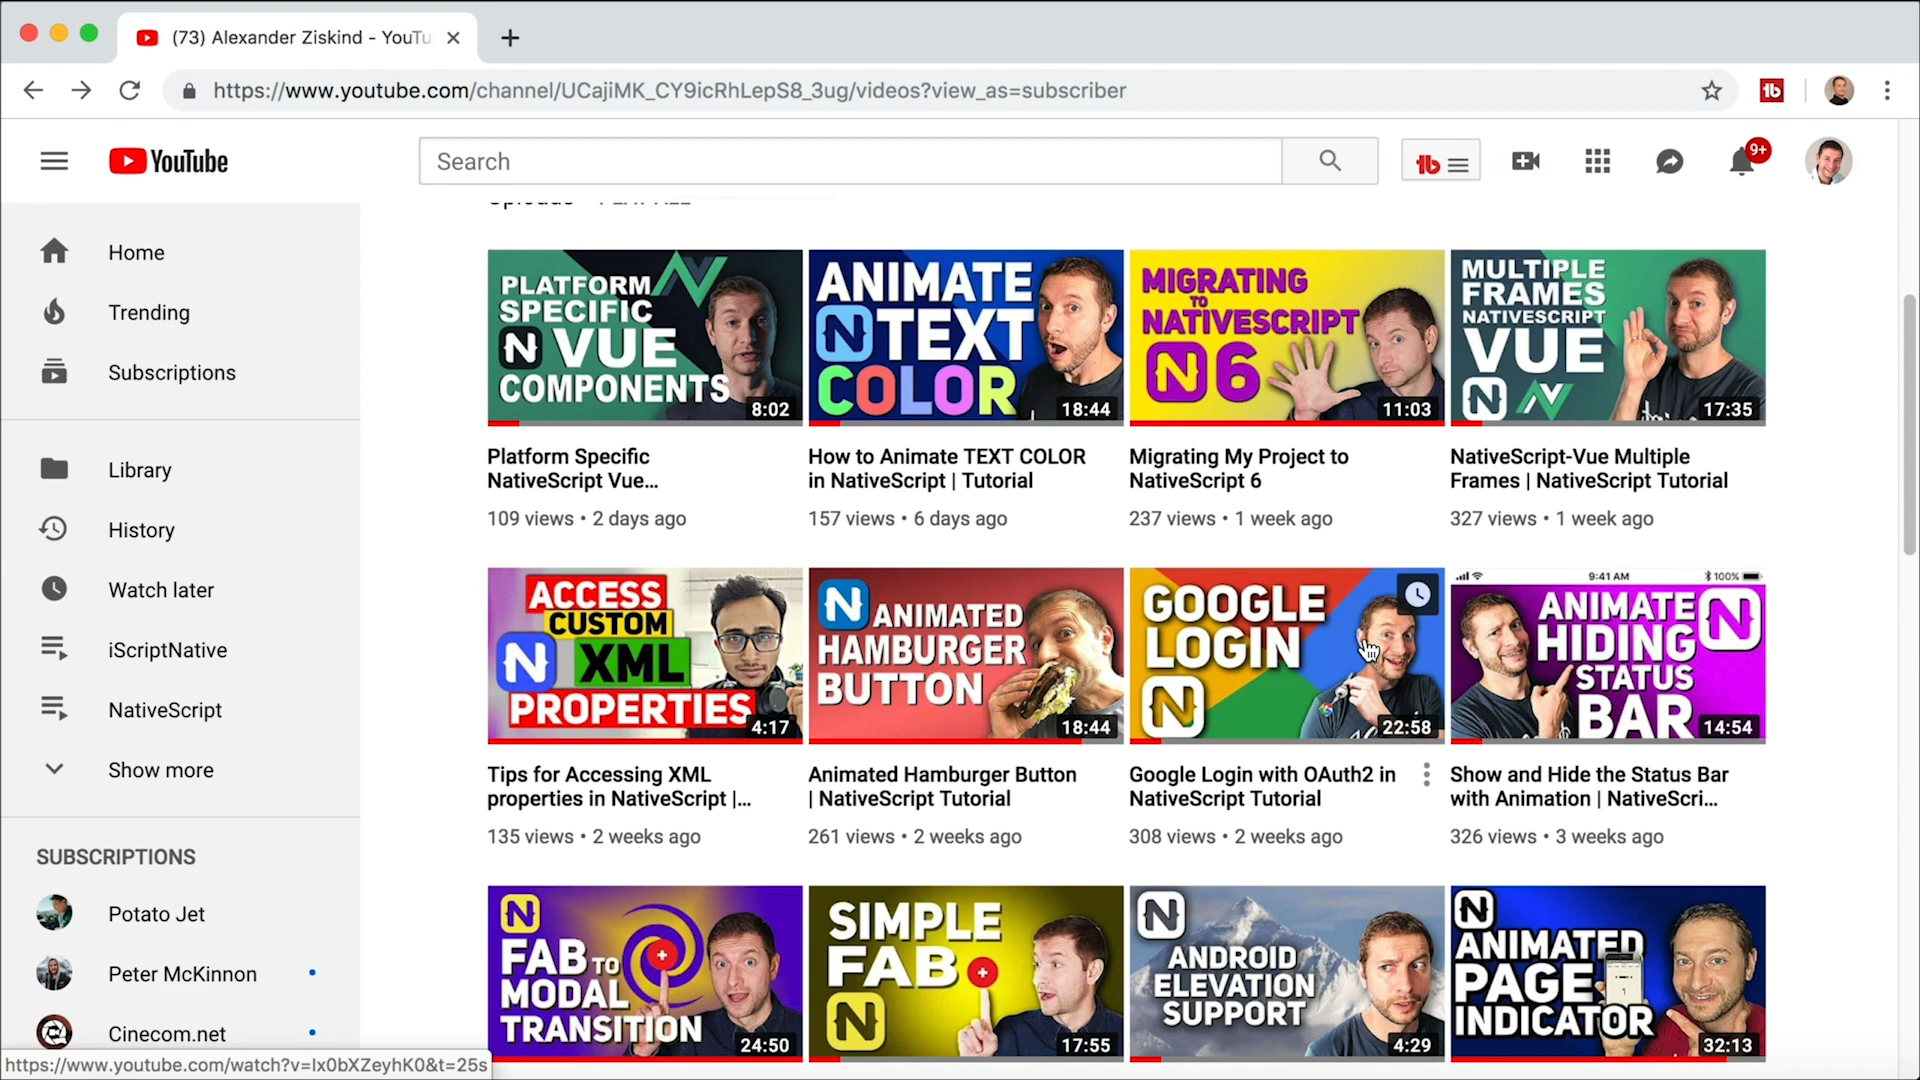 (73) Alexander Ziskind - YouTu
https://www.youtube.com/channel/UCajiMK_CY9icRhLepS8_3ug/videos?view_as=subscriber
YouTube
Search
9+
Uploads PLAY ALL
Home
Trending
Subscriptions
Library
History
Watch later
iScriptNative
NativeScript
Show more
SUBSCRIPTIONS
Potato Jet
Peter McKinnon
Cinecom.net
PLATFORM
SPECIFIC
N VUE
COMPONENTS
8:02
Platform Specific
NativeScript Vue...
109 views • 2 days ago
ANIMATE
N TEXT
COLOR
18:44
How to Animate TEXT COLOR
in NativeScript | Tutorial
157 views • 6 days ago
MIGRATING
TO
NATIVESCRIPT
N 6
11:03
Migrating My Project to
NativeScript 6
237 views • 1 week ago
MULTIPLE
FRAMES
NATIVESCRIPT
VUE
N
17:35
NativeScript-Vue Multiple
Frames | NativeScript Tutorial
327 views • 1 week ago
ACCESS
CUSTOM
N XML
PROPERTIES
4:17
Tips for Accessing XML
properties in NativeScript |...
135 views • 2 weeks ago
N ANIMATED
HAMBURGER
BUTTON
18:44
Animated Hamburger Button
| NativeScript Tutorial
261 views • 2 weeks ago
GOOGLE
LOGIN
N
22:58
Google Login with OAuth2 in
NativeScript Tutorial
308 views • 2 weeks ago
9:41 AM
100%
ANIMATE N
HIDING
STATUS
BAR
14:54
Show and Hide the Status Bar
with Animation | NativeScri...
326 views • 3 weeks ago
N
FAB TO
MODAL
TRANSITION
24:50
SIMPLE
FAB
N
17:55
N
ANDROID
ELEVATION
SUPPORT
4:29
N
ANIMATED
PAGE
INDICATOR
32:13
https://www.youtube.com/watch?v=Ix0bXZeyhK0&t=25s